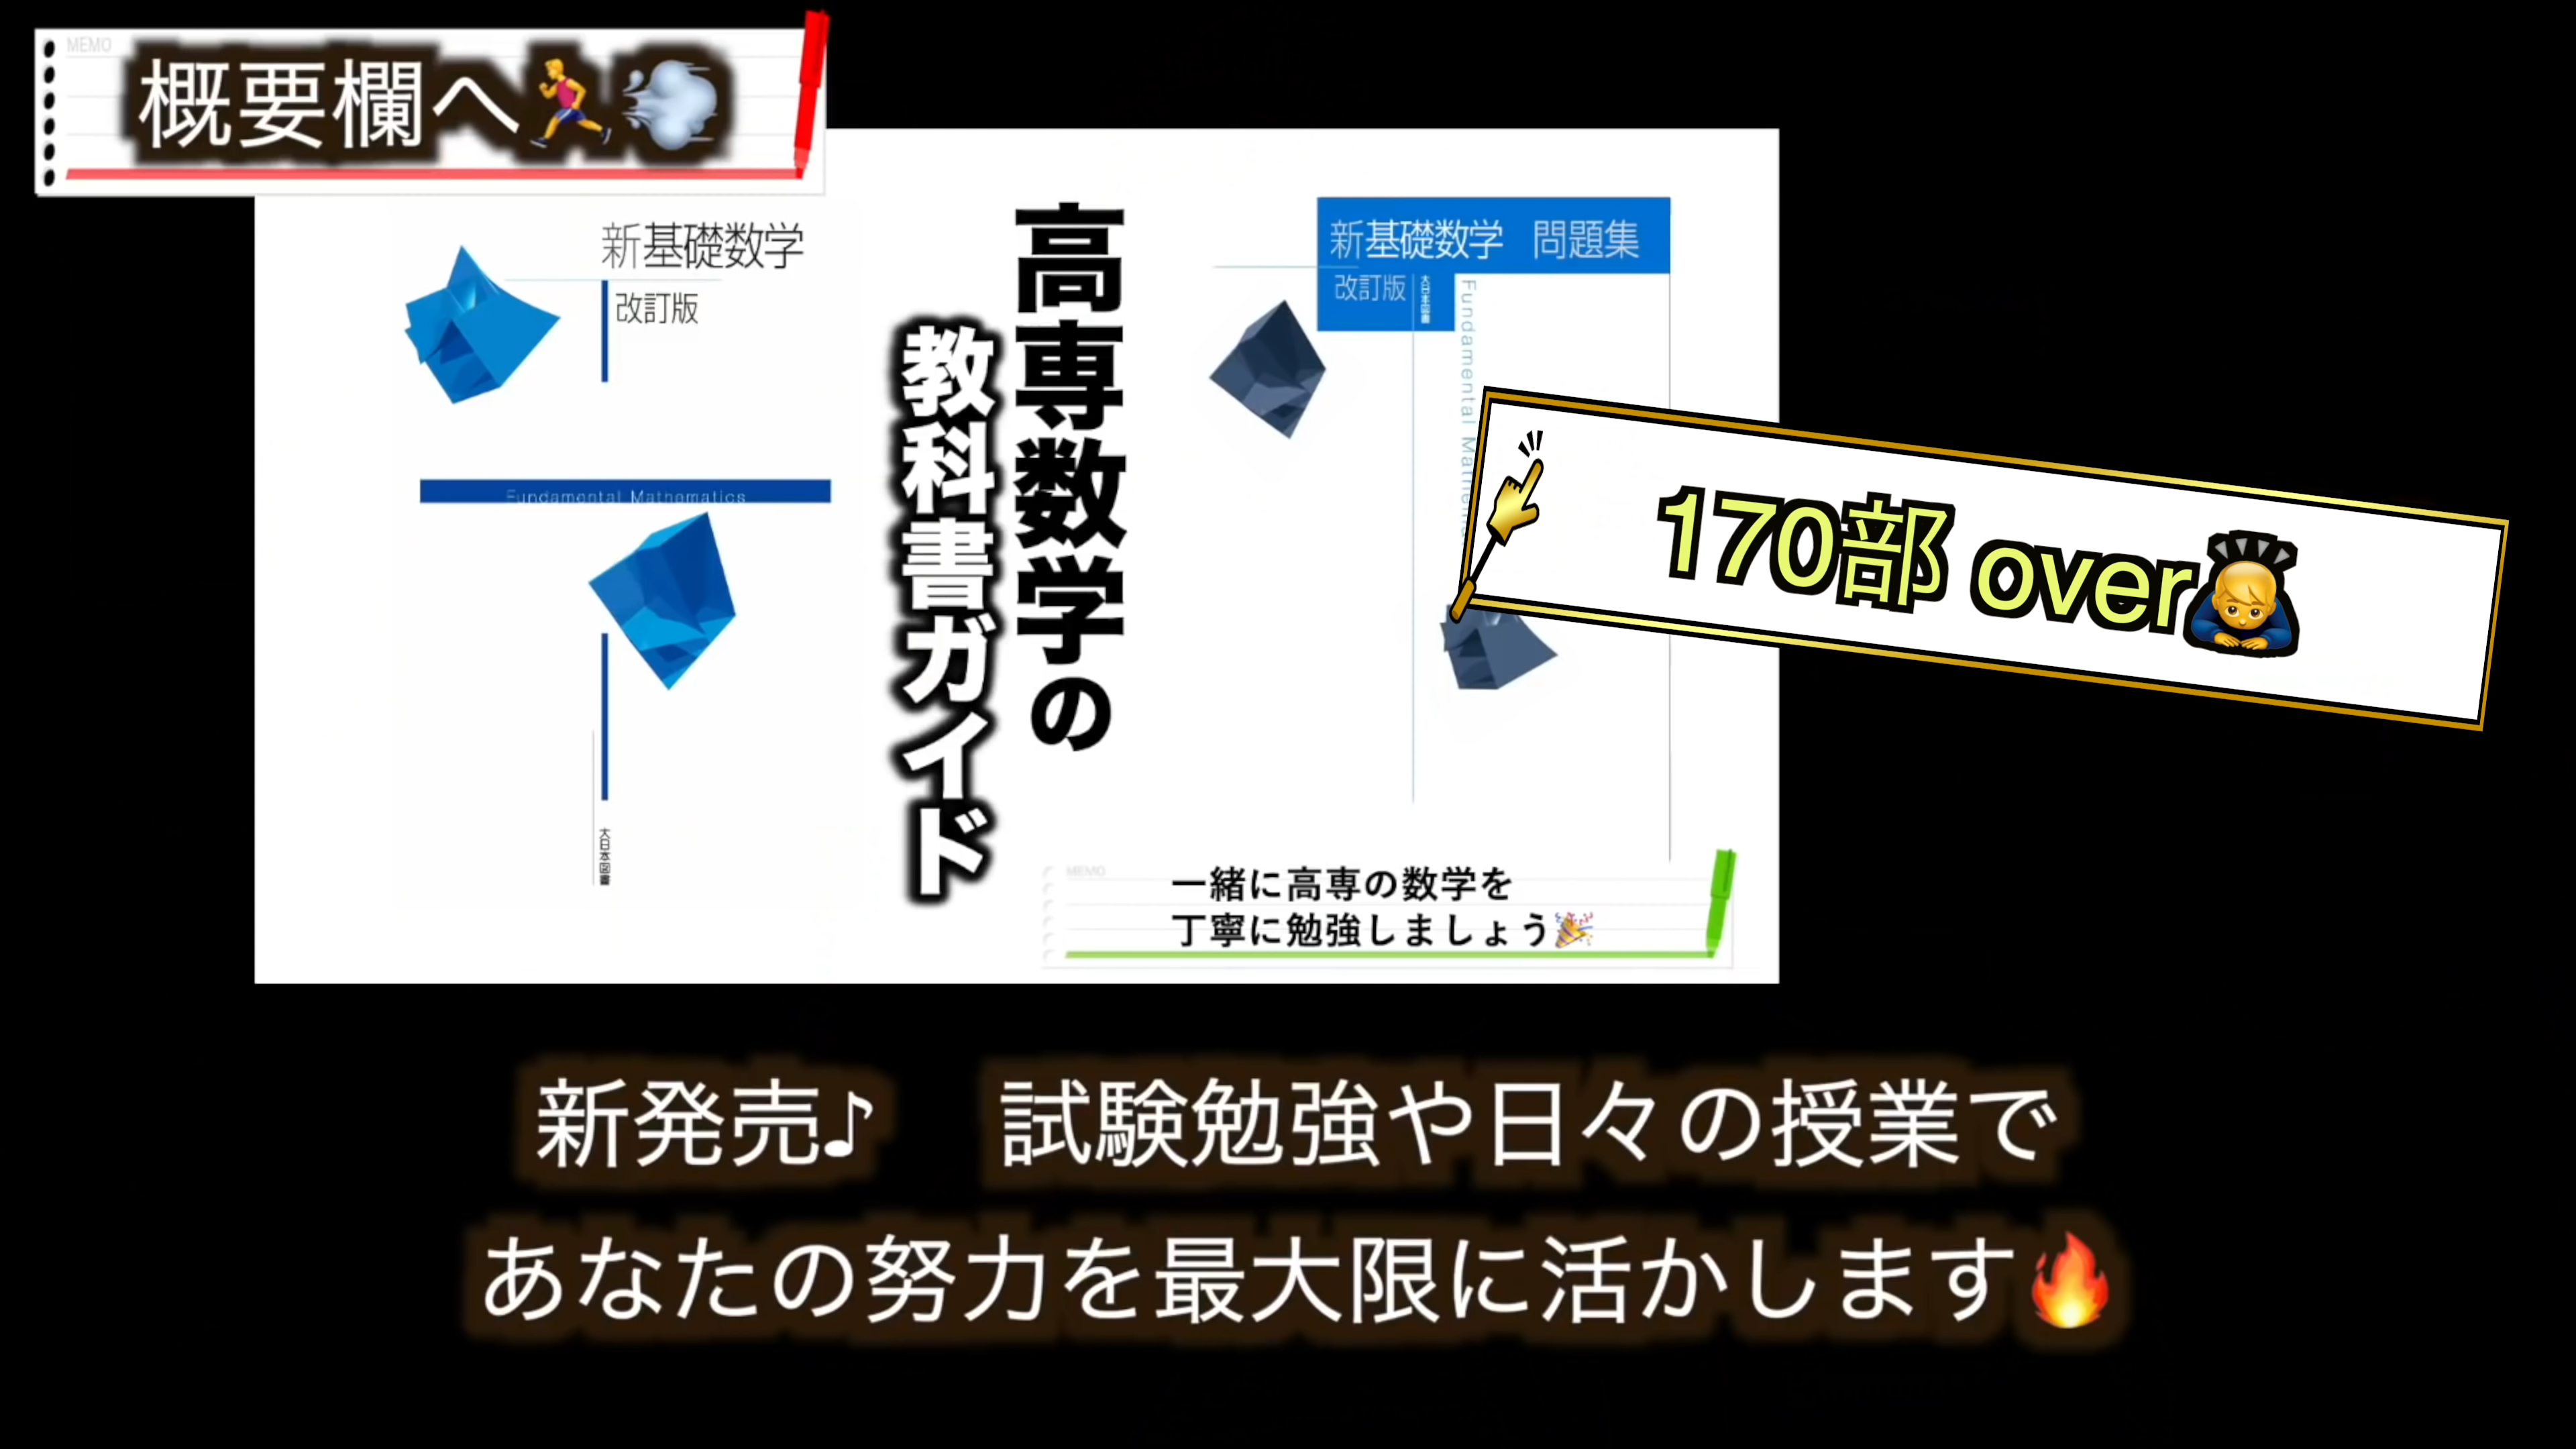 MEMO
概要欄へ🏃💨
新基礎数学
改訂版
Fundamental Mathematics
大日本図書
高専数学の
教科書ガイド
新基礎数学 問題集
改訂版
大日本図書
Fundamental Mathema
170部 over🙇
MEMO
一緒に高専の数学を
丁寧に勉強しましょう🎉
新発売♪ 試験勉強や日々の授業で
あなたの努力を最大限に活かします🔥